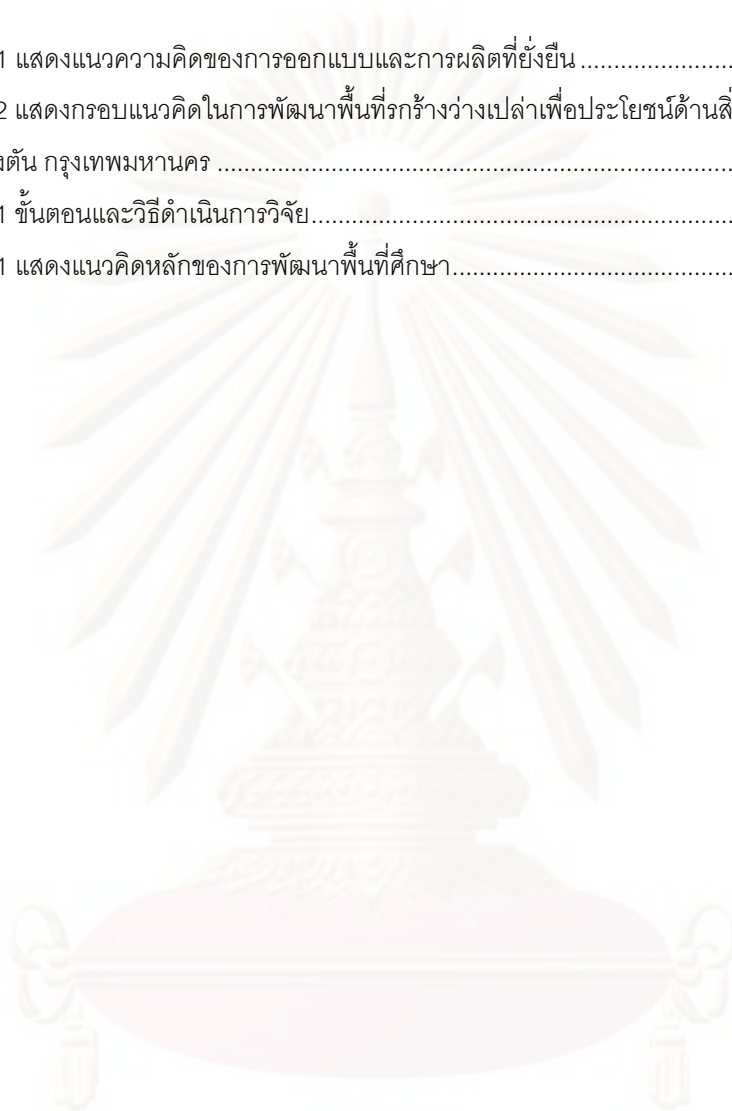 1 แสดงแนวความคิดของการออกแบบและการผลิตที่ยั่งยืน ........................
2 แสดงกรอบแนวคิดในการพัฒนาพื้นที่รกร้างว่างเปล่าเพื่อประโยชน์ด้านสิ่
งตัน กรุงเทพมหานคร ................................................................................
1 ขั้นตอนและวิธีดำเนินการวิจัย..................................................................
1 แสดงแนวคิดหลักของการพัฒนาพื้นที่ศึกษา...........................................